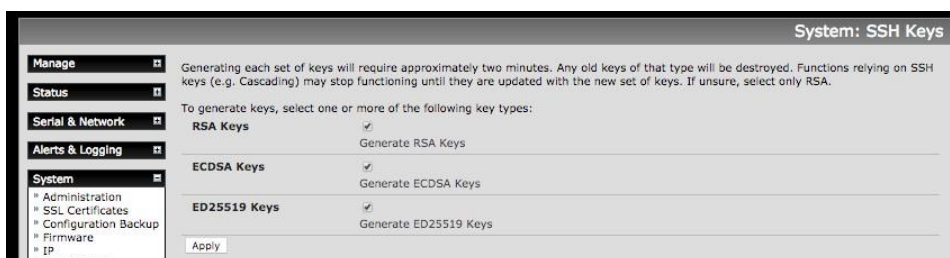 System: SSH Keys
Manage
Status
Serial & Network
Alerts & Logging
System
Administration
SSL Certificates
Configuration Backup
Firmware
IP
Generating each set of keys will require approximately two minutes. Any old keys of that type will be destroyed. Functions relying on SSH
keys (e.g. Cascading) may stop functioning until they are updated with the new set of keys. If unsure, select only RSA.
To generate keys, select one or more of the following key types:
RSA Keys
Generate RSA Keys
ECDSA Keys
Generate ECDSA Keys
ED25519 Keys
Generate ED25519 Keys
Apply